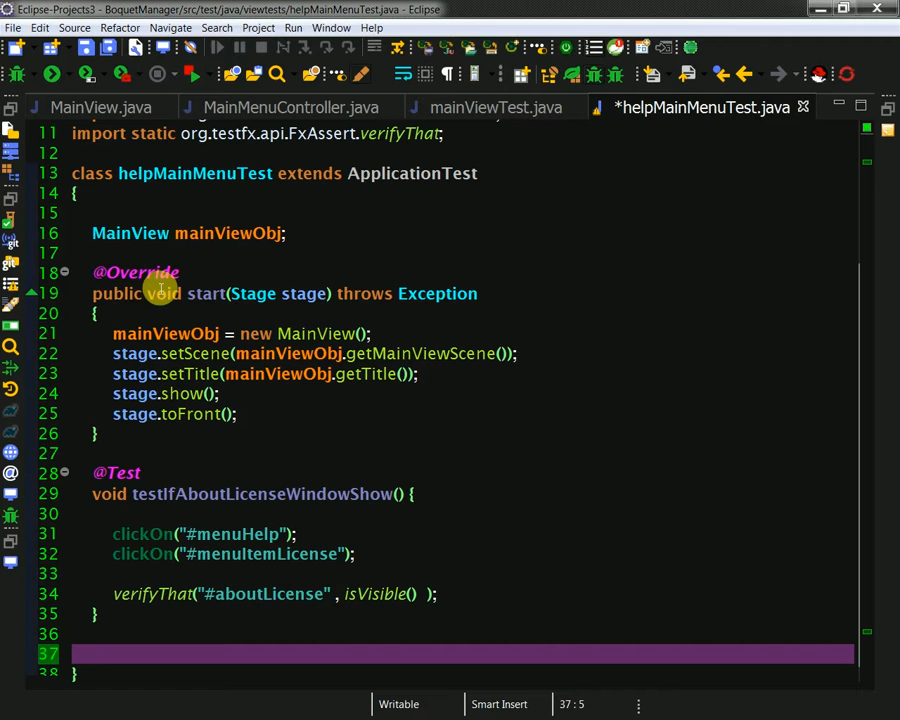 Eclipse-Projects3 - BoquetManager/src/test/java/viewtests/helpMainMenuTest.java - Eclipse
File Edit Source Refactor Navigate Search Project Run Window Help
MainView.java MainMenuController.java mainViewTest.java *helpMainMenuTest.java
11 import static org.testfx.api.FxAssert.verifyThat;
12
13 class helpMainMenuTest extends ApplicationTest
14 {
15
16 MainView mainViewObj;
17
18 @Override
19 public void start(Stage stage) throws Exception
20 {
21 mainViewObj = new MainView();
22 stage.setScene(mainViewObj.getMainViewScene());
23 stage.setTitle(mainViewObj.getTitle());
24 stage.show();
25 stage.toFront();
26 }
27
28 @Test
29 void testIfAboutLicenseWindowShow() {
30
31 clickOn("#menuHelp");
32 clickOn("#menuItemLicense");
33
34 verifyThat("#aboutLicense" , isVisible()  );
35 }
36
37
38 }
Writable Smart Insert 37 : 5